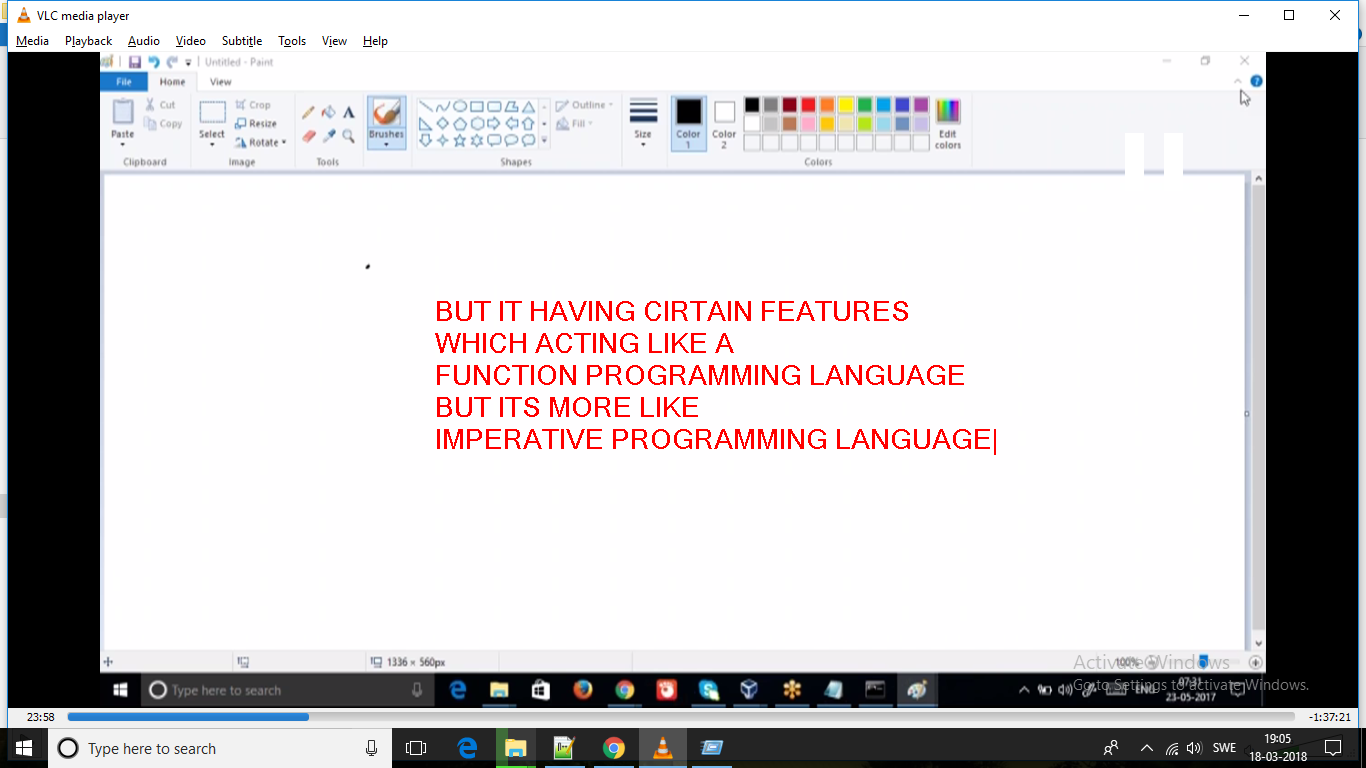 VLC media player
Media Playback Audio Video Subtitle Tools View Help
Untitled - Paint
File Home View
Paste
Cut
Copy
Clipboard
Select
Crop
Resize
Rotate
Image
A
Tools
Brushes
Shapes
Outline
Fill
Size
Color 1
Color 2
Edit colors
Colors
BUT IT HAVING CIRTAIN FEATURES
WHICH ACTING LIKE A
FUNCTION PROGRAMMING LANGUAGE
BUT ITS MORE LIKE
IMPERATIVE PROGRAMMING LANGUAGE
1336 × 560px
100%
Activate Windows
Go to Settings to activate Windows.
Type here to search
ENG
07:31
23-05-2017
23:58
-1:37:21
Type here to search
SWE
19:05
18-03-2018